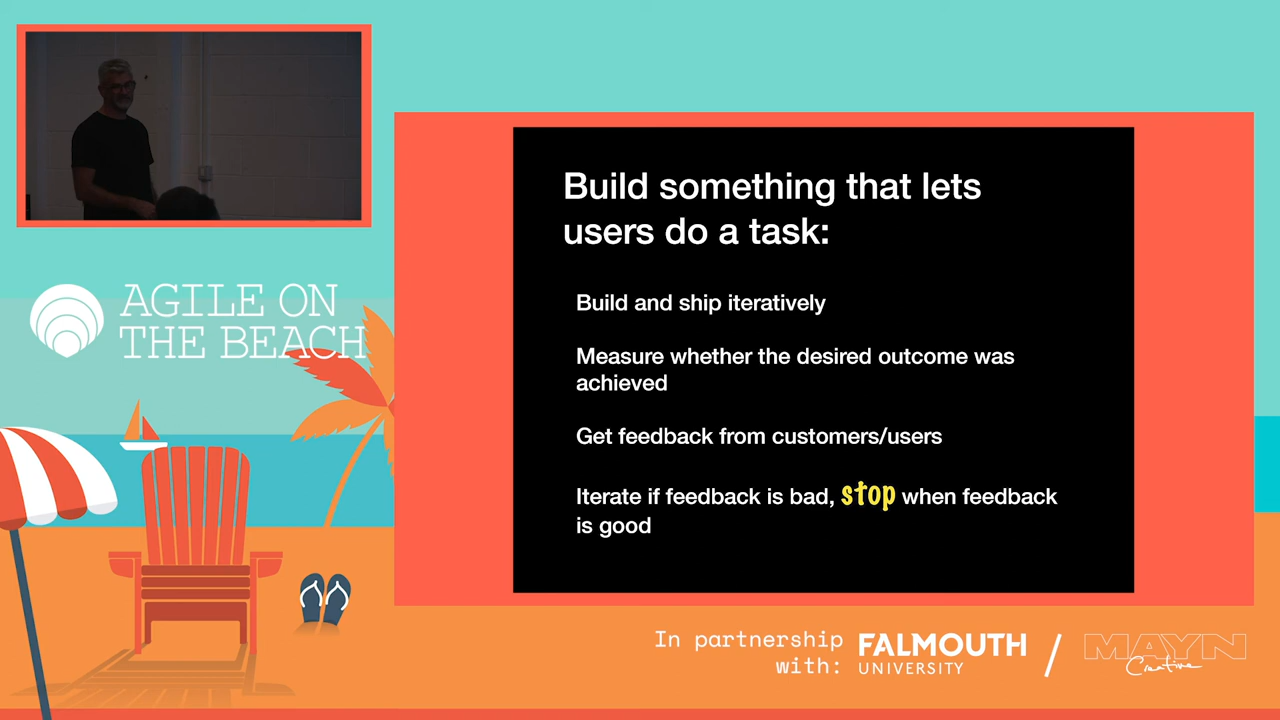 AGILE ON
THE BEACH
Build something that lets
users do a task:
Build and ship iteratively
Measure whether the desired outcome was
achieved
Get feedback from customers/users
Iterate if feedback is bad, stop when feedback
is good
In partnership
with:
FALMOUTH
UNIVERSITY
/
MAYN
Creative